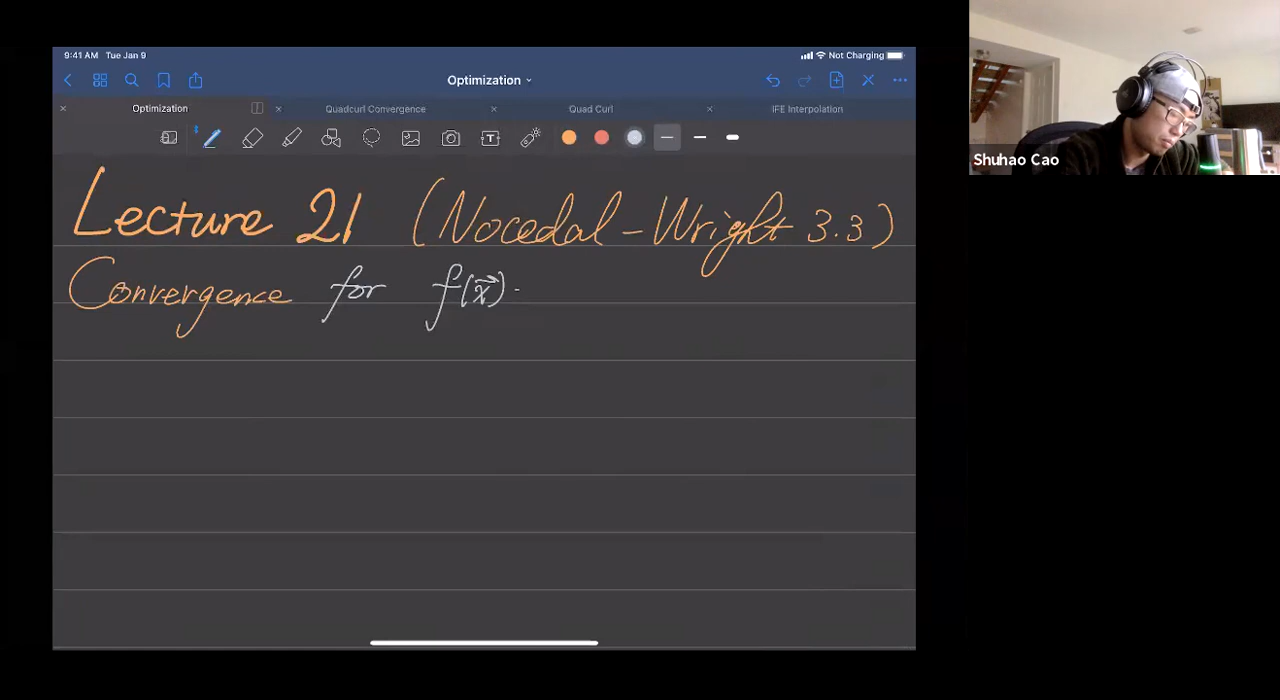 9:41 AM Tue Jan 9
Not Charging
Optimization
Optimization
Quadcurl Convergence
Quad Curl
IFE Interpolation
Lecture 21 (Nocedal-Wright 3.3)
Convergence for f(x⃗)
Shuhao Cao